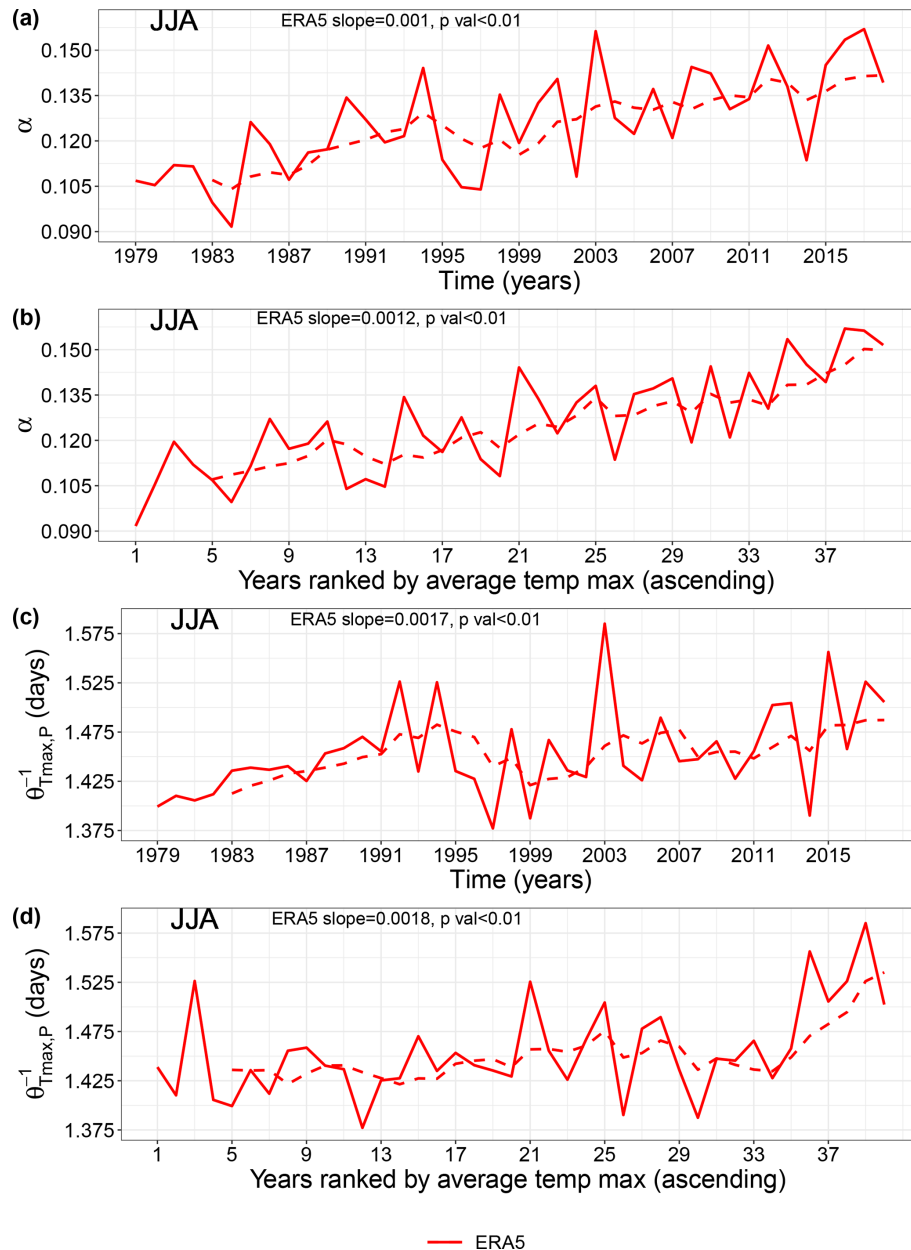 (a)
JJA
ERA5 slope=0.001, p val<0.01
0.150
0.135
0.120
0.105
0.090
α
1979 1983 1987 1991 1995 1999 2003 2007 2011 2015
Time (years)
(b)
JJA
ERA5 slope=0.0012, p val<0.01
0.150
0.135
0.120
0.105
0.090
α
1 5 9 13 17 21 25 29 33 37
Years ranked by average temp max (ascending)
(c)
JJA
ERA5 slope=0.0017, p val<0.01
1.575
1.525
1.475
1.425
1.375
θ⁻¹Tmax,P (days)
1979 1983 1987 1991 1995 1999 2003 2007 2011 2015
Time (years)
(d)
JJA
ERA5 slope=0.0018, p val<0.01
1.575
1.525
1.475
1.425
1.375
θ⁻¹Tmax,P (days)
1 5 9 13 17 21 25 29 33 37
Years ranked by average temp max (ascending)
ERA5